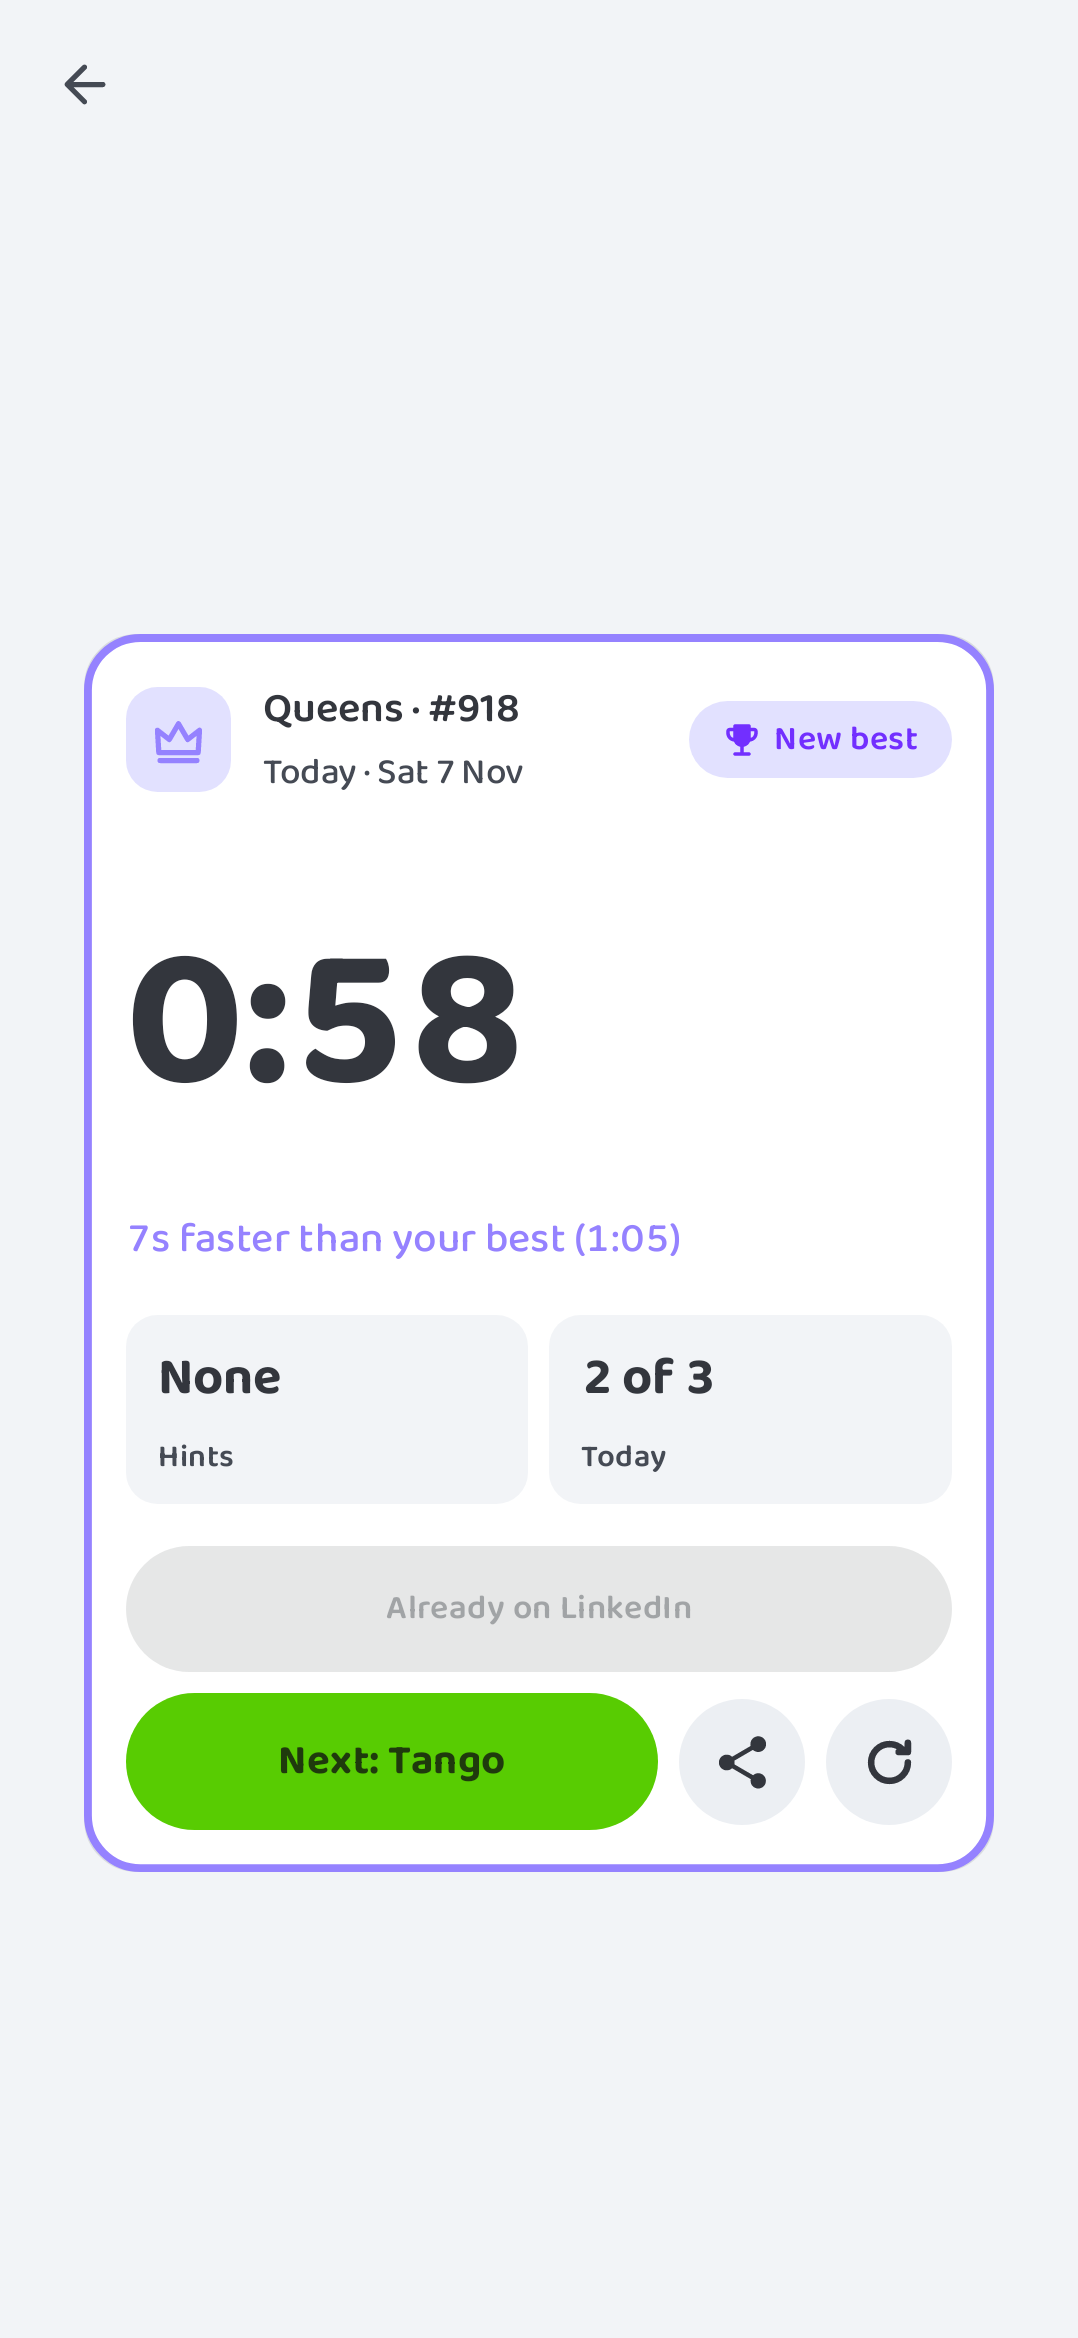 Queens · #918
Today · Sat 7 Nov
New best
0:58
7s faster than your best (1:05)
None
Hints
2 of 3
Today
Already on LinkedIn
Next: Tango